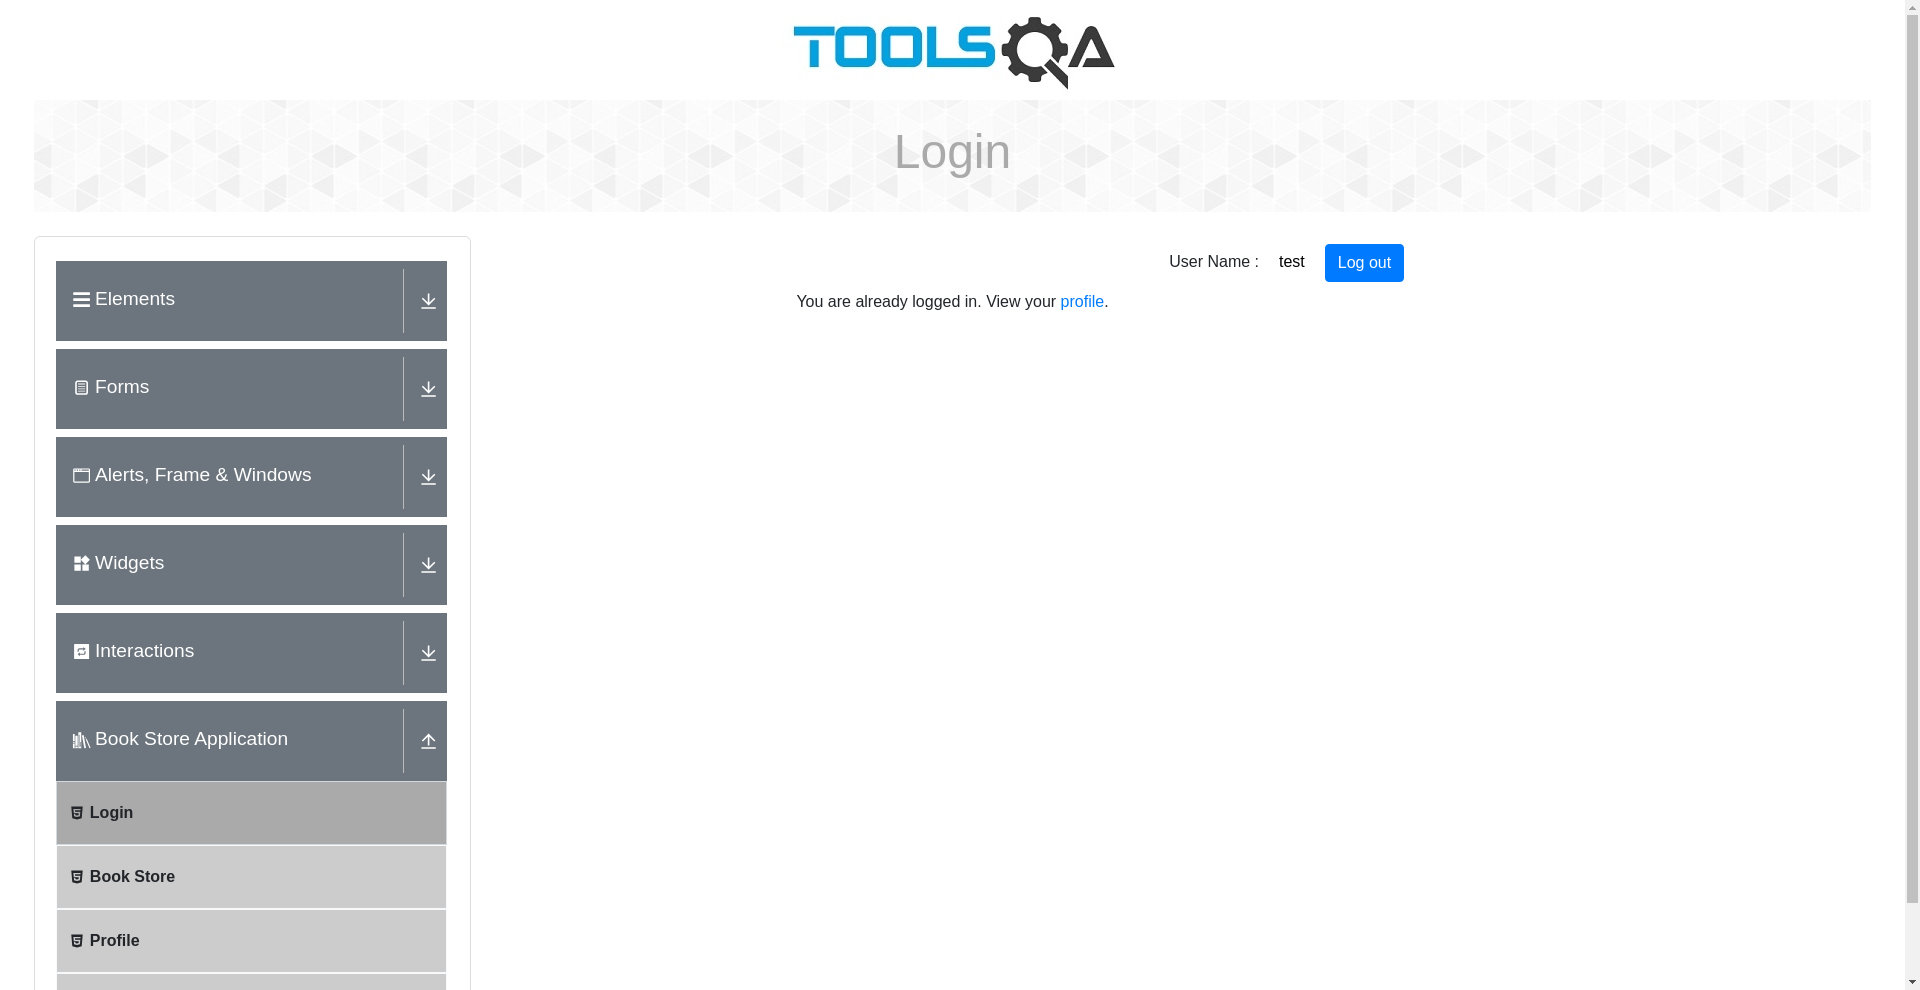 TOOLSQA
Login
User Name : test Log out
You are already logged in. View your profile.
Elements
Forms
Alerts, Frame & Windows
Widgets
Interactions
Book Store Application
Login
Book Store
Profile